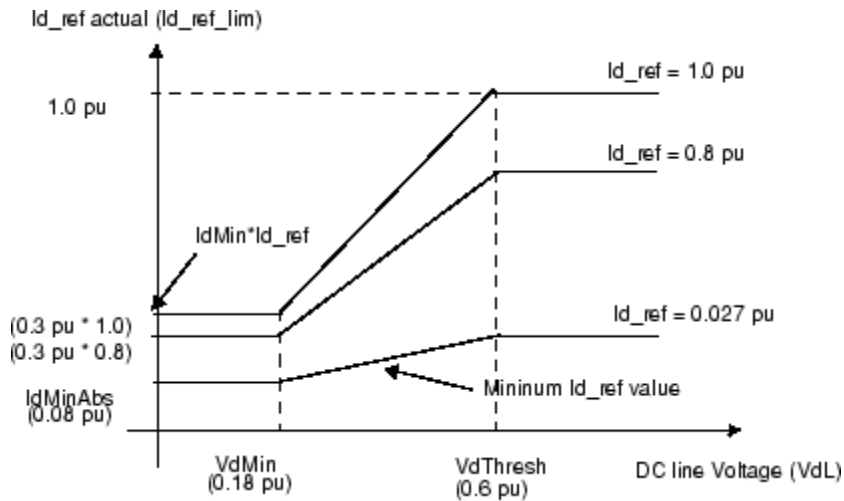 Id_ref actual (Id_ref_lim)
Id_ref = 1.0 pu
1.0 pu
Id_ref = 0.8 pu
IdMin*Id_ref
Id_ref = 0.027 pu
(0.3 pu * 1.0)
(0.3 pu * 0.8)
IdMinAbs
(0.08 pu)
Mininum Id_ref value
VdMin
(0.18 pu)
VdThresh
(0.6 pu)
DC line Voltage (VdL)